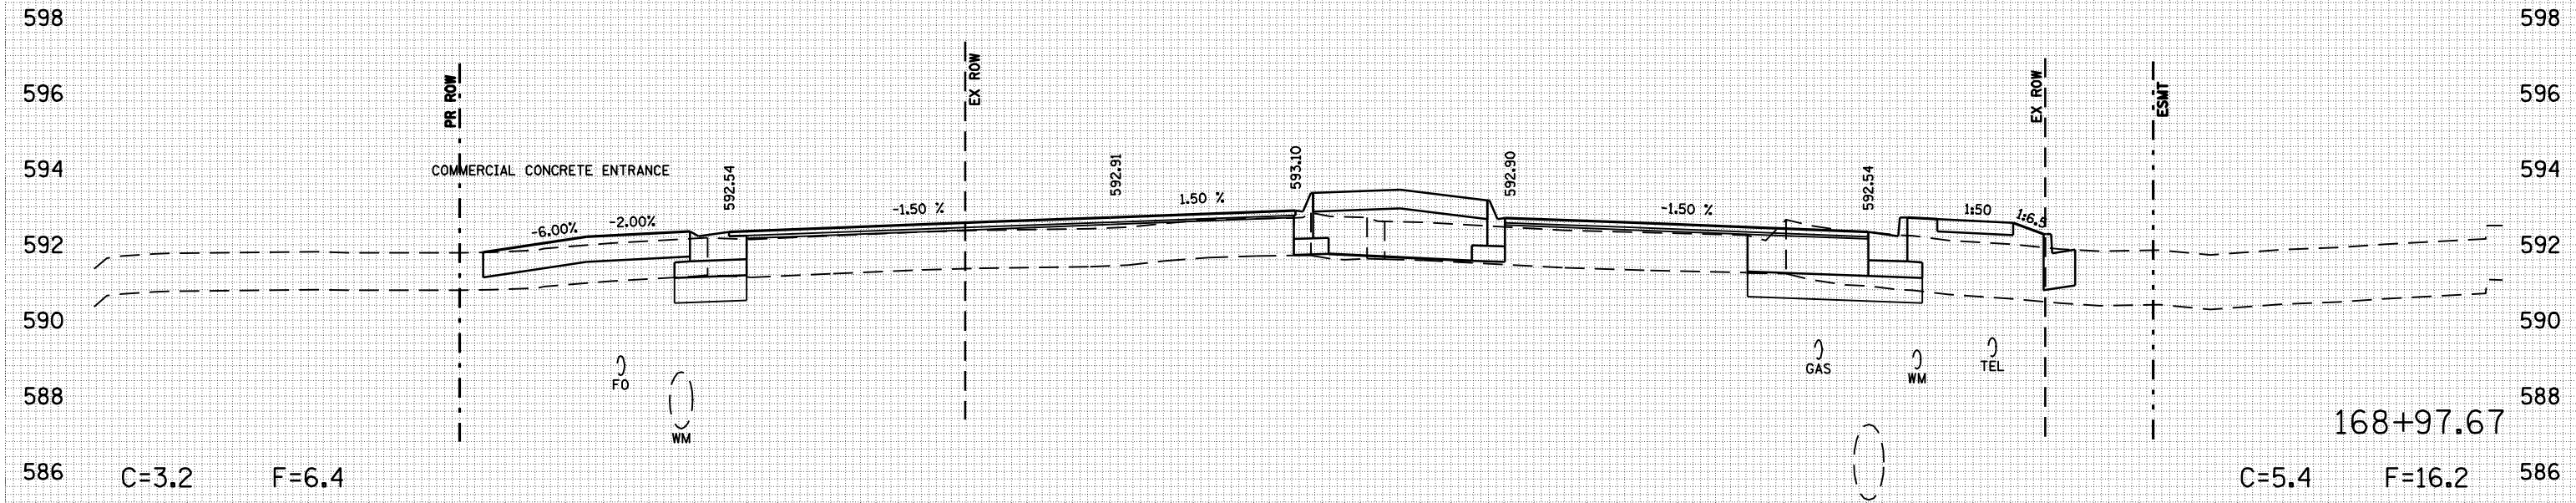 598 598
EX ROW
596 PR ROW EX ROW ESMT 596
594 COMMERCIAL CONCRETE ENTRANCE 592.54 592.91 593.10 592.90 592.54 594
-6.00% -2.00% -1.50 % 1.50 % -1.50 % 1:50 1:6.5
592 592
590 590
FO GAS WM TEL
588 588
WM
168+97.67
586 C=3.2 F=6.4 C=5.4 F=16.2 586